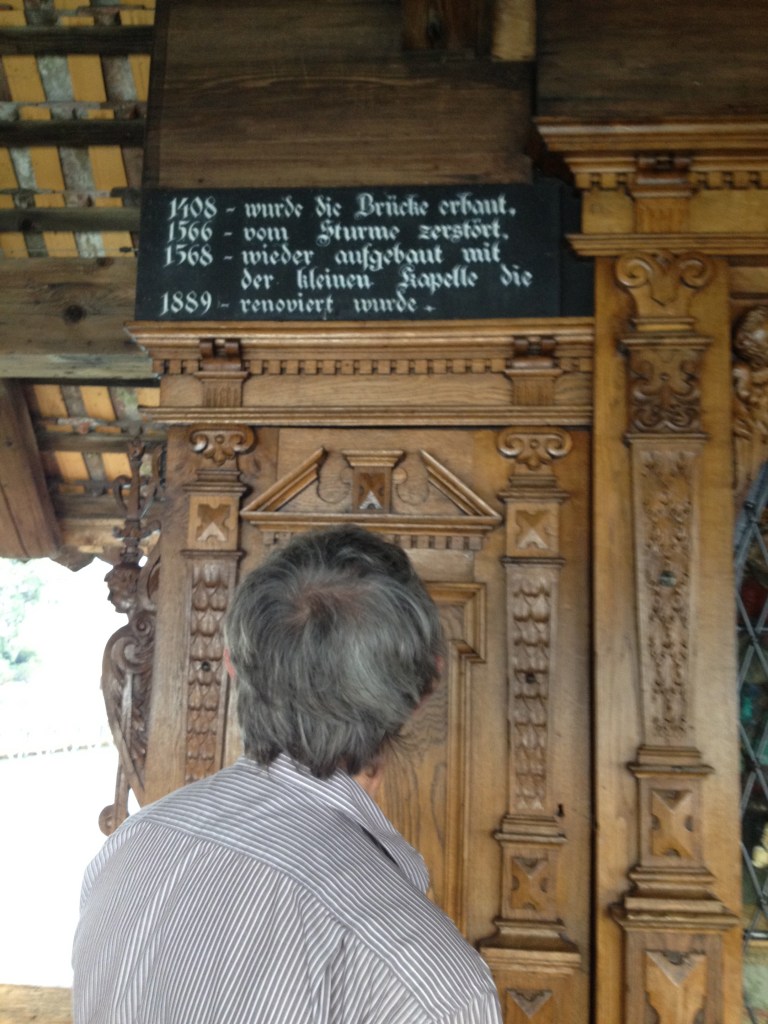 1408 - wurde die Brücke erbaut.
1566 - vom Sturme zerstört.
1568 - wieder aufgebaut mit
der kleinen Kapelle die
1889 - renoviert wurde.